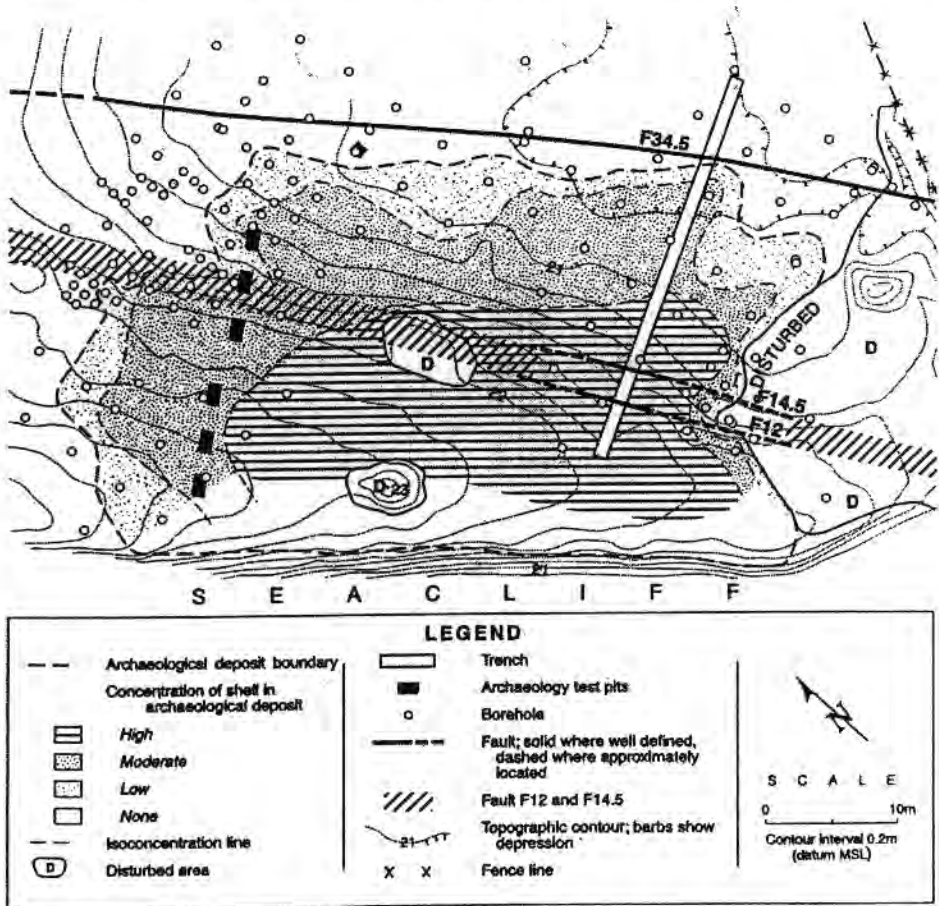 F34.5
21
D
DISTURBED
D
F14.5
F12
D
23
D
21
S E A C L I F F
LEGEND
Archaeological deposit boundary
Concentration of shell in
archaeological deposit
High
Moderate
Low
None
Isoconcentration line
D Disturbed area
Trench
Archaeology test pits
Borehole
Fault; solid where well defined,
dashed where approximately
located
Fault F12 and F14.5
21 Topographic contour; barbs show
depression
X X Fence line
N
S C A L E
0 10m
Contour interval 0.2m
(datum MSL)